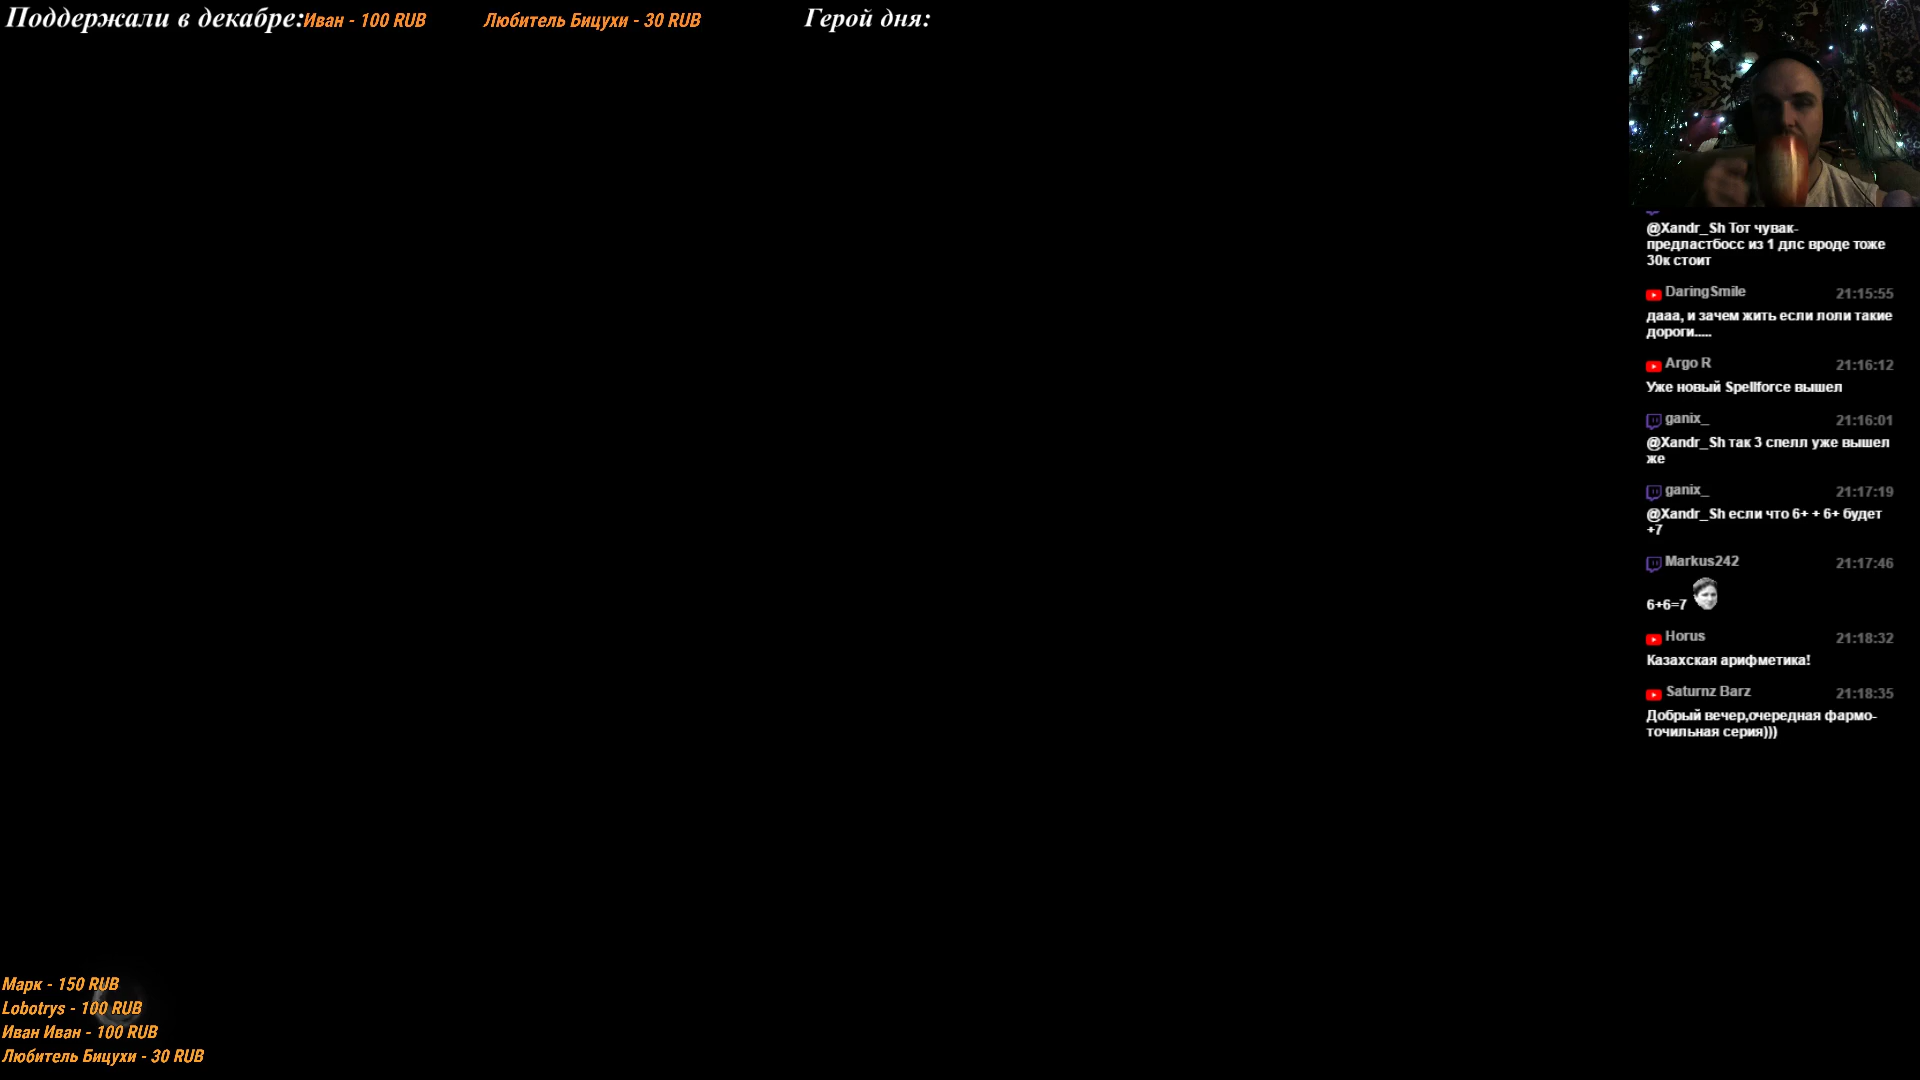 Поддержали в декабре: Иван - 100 RUB Любитель Бицухи - 30 RUB Герой дня:
@Xandr_Sh Тот чувак-
предластбосс из 1 длс вроде тоже
30к стоит
DaringSmile 21:15:55
дааа, и зачем жить если лоли такие
дороги.....
Argo R 21:16:12
Уже новый Spellforce вышел
ganix_ 21:16:01
@Xandr_Sh так 3 спелл уже вышел
же
ganix_ 21:17:19
@Xandr_Sh если что 6+ + 6+ будет
+7
Markus242 21:17:46
6+6=7
Horus 21:18:32
Казахская арифметика!
Saturnz Barz 21:18:35
Добрый вечер,очередная фармо-
точильная серия)))
Марк - 150 RUB
Lobotrys - 100 RUB
Иван Иван - 100 RUB
Любитель Бицухи - 30 RUB